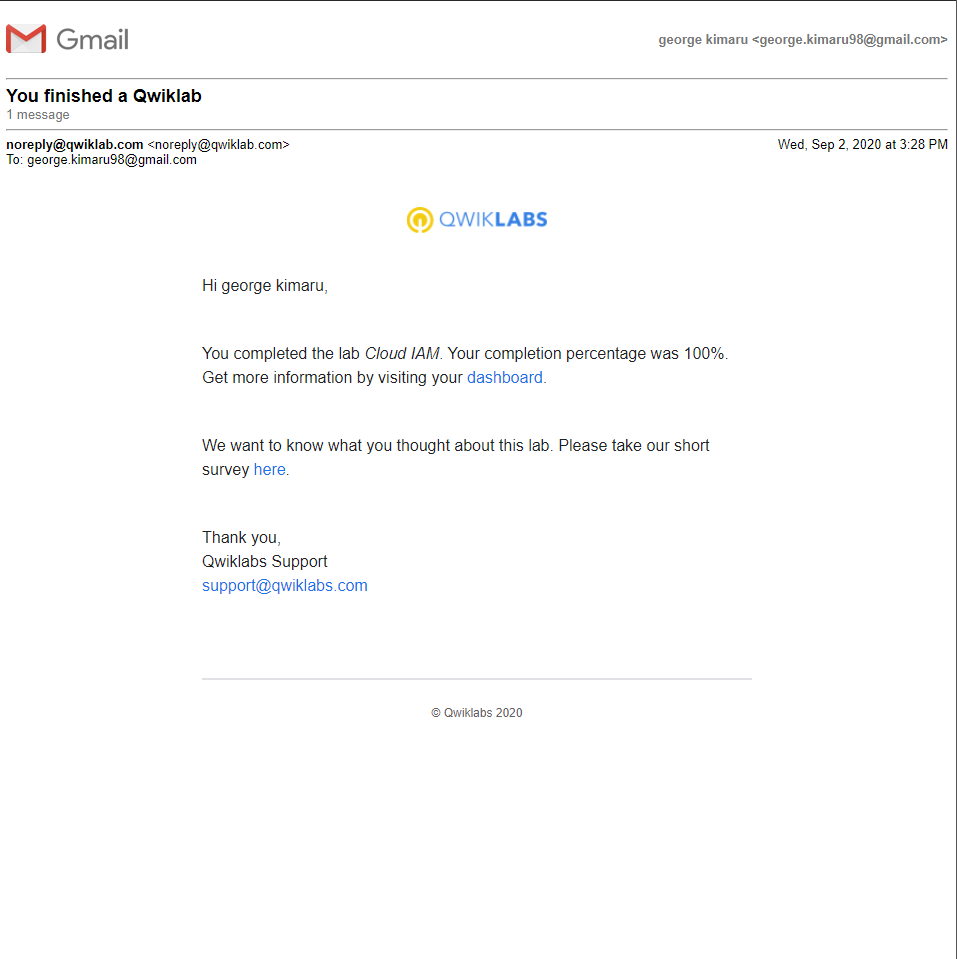 Gmail
george kimaru <george.kimaru98@gmail.com>
You finished a Qwiklab
1 message
noreply@qwiklab.com <noreply@qwiklab.com>
Wed, Sep 2, 2020 at 3:28 PM
To: george.kimaru98@gmail.com
QWIKLABS
Hi george kimaru,
You completed the lab Cloud IAM. Your completion percentage was 100%.
Get more information by visiting your dashboard.
We want to know what you thought about this lab. Please take our short
survey here.
Thank you,
Qwiklabs Support
support@qwiklabs.com
© Qwiklabs 2020